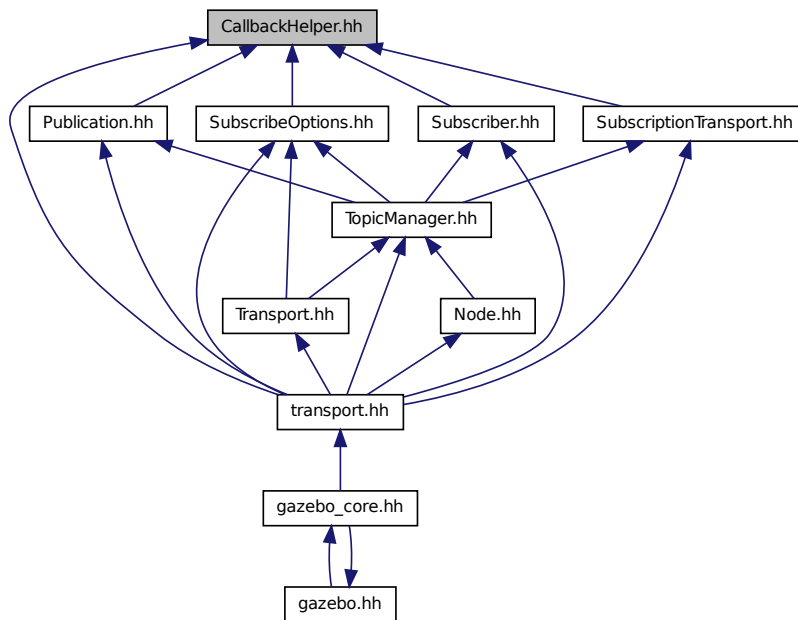 CallbackHelper.hh
Publication.hh
SubscribeOptions.hh
Subscriber.hh
SubscriptionTransport.hh
TopicManager.hh
Transport.hh
Node.hh
transport.hh
gazebo_core.hh
gazebo.hh